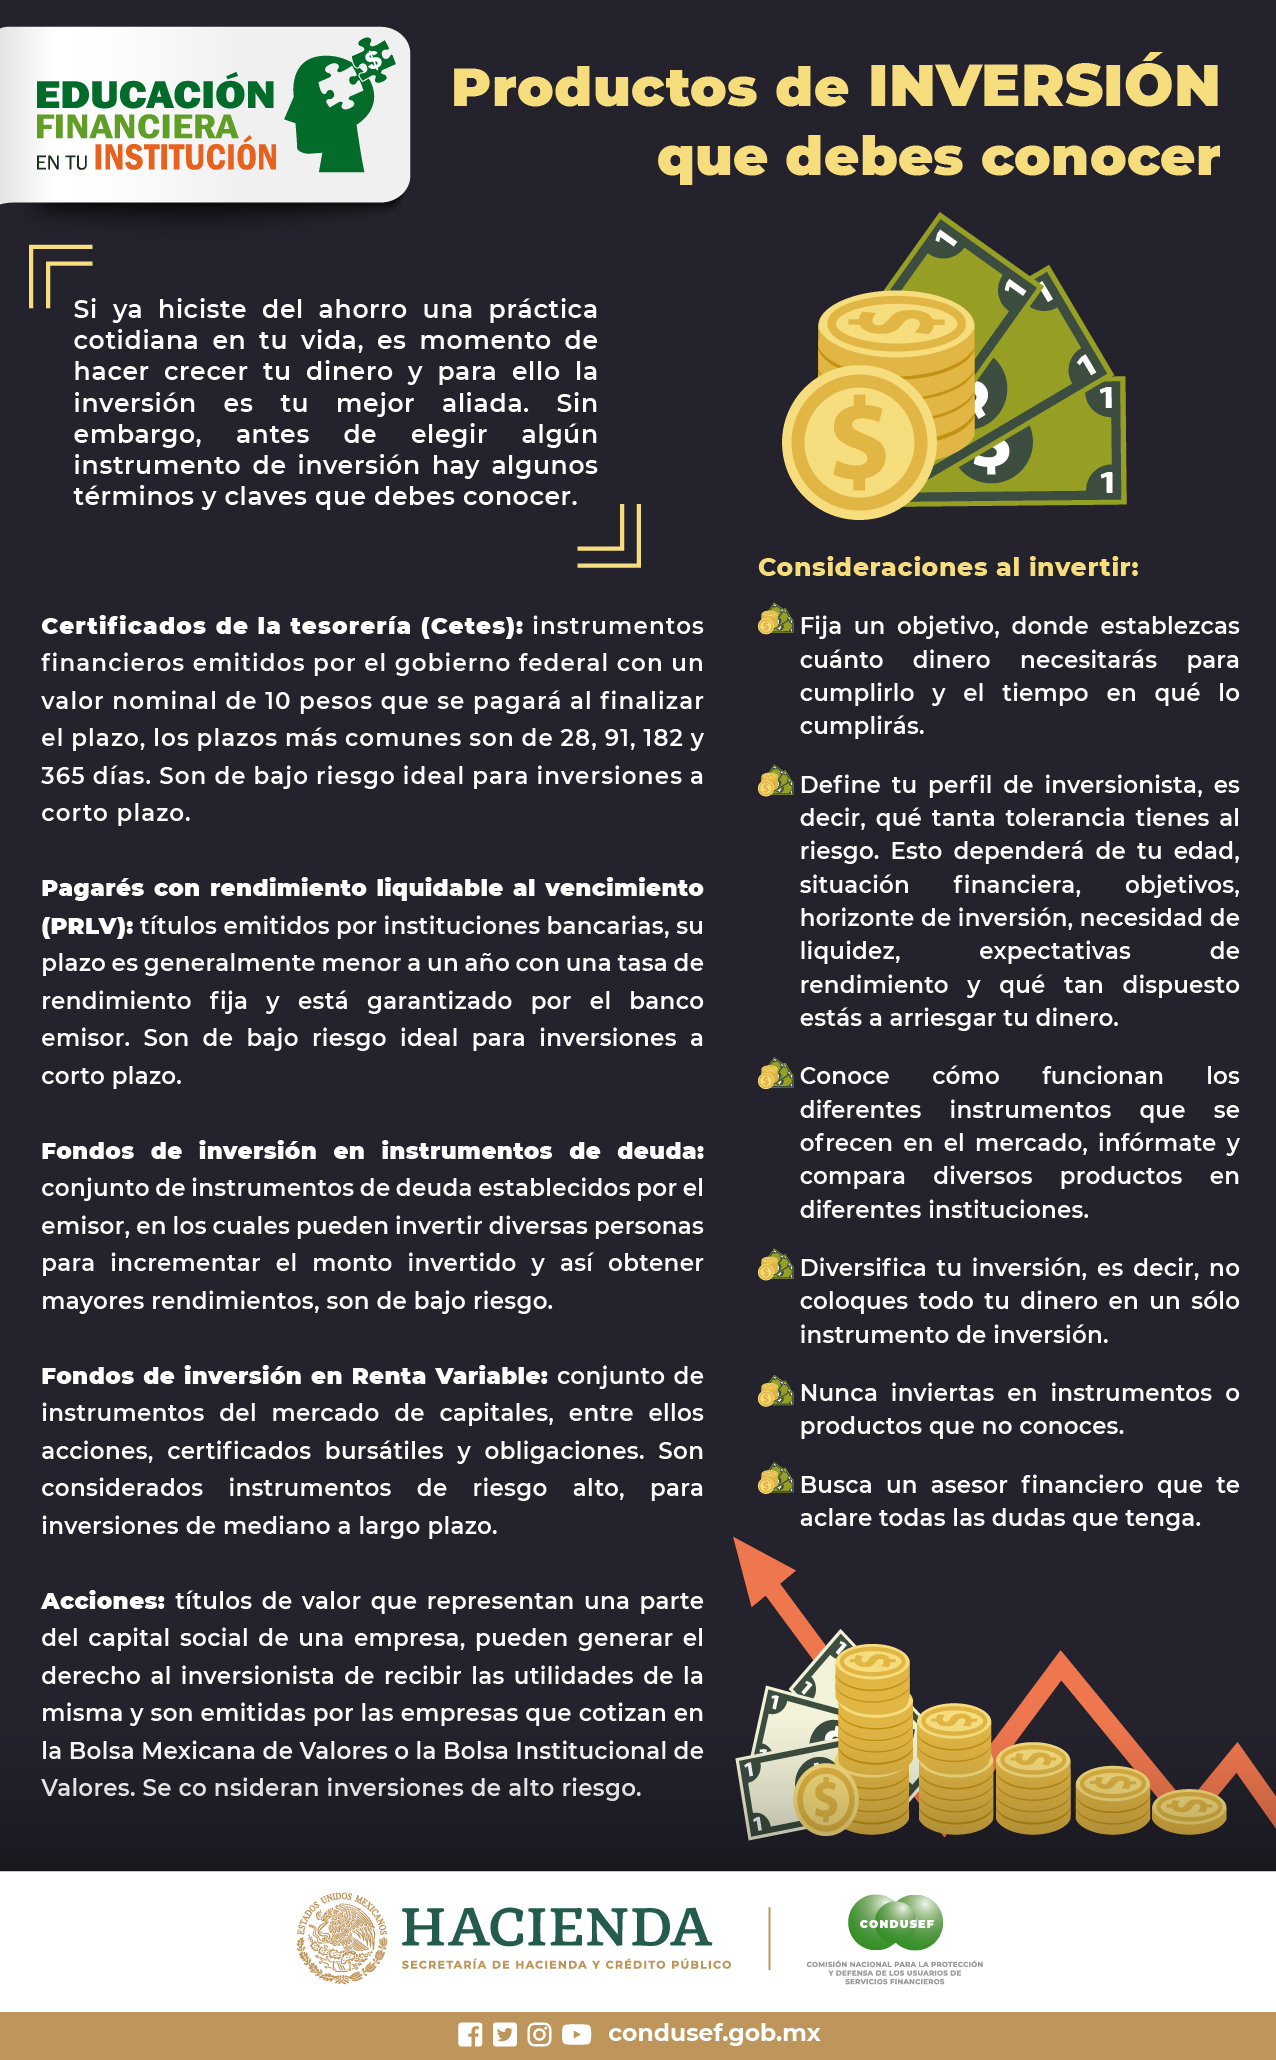 EDUCACIÓN
FINANCIERA
EN TU INSTITUCIÓN
Productos de INVERSIÓN
que debes conocer
Si ya hiciste del ahorro una práctica
cotidiana en tu vida, es momento de
hacer crecer tu dinero y para ello la
inversión es tu mejor aliada. Sin
embargo, antes de elegir algún
instrumento de inversión hay algunos
términos y claves que debes conocer.
Certificados de la tesorería (Cetes): instrumentos
financieros emitidos por el gobierno federal con un
valor nominal de 10 pesos que se pagará al finalizar
el plazo, los plazos más comunes son de 28, 91, 182 y
365 días. Son de bajo riesgo ideal para inversiones a
corto plazo.
Pagarés con rendimiento liquidable al vencimiento
(PRLV): títulos emitidos por instituciones bancarias, su
plazo es generalmente menor a un año con una tasa de
rendimiento fija y está garantizado por el banco
emisor. Son de bajo riesgo ideal para inversiones a
corto plazo.
Fondos de inversión en instrumentos de deuda:
conjunto de instrumentos de deuda establecidos por el
emisor, en los cuales pueden invertir diversas personas
para incrementar el monto invertido y así obtener
mayores rendimientos, son de bajo riesgo.
Fondos de inversión en Renta Variable: conjunto de
instrumentos del mercado de capitales, entre ellos
acciones, certificados bursátiles y obligaciones. Son
considerados instrumentos de riesgo alto, para
inversiones de mediano a largo plazo.
Acciones: títulos de valor que representan una parte
del capital social de una empresa, pueden generar el
derecho al inversionista de recibir las utilidades de la
misma y son emitidas por las empresas que cotizan en
la Bolsa Mexicana de Valores o la Bolsa Institucional de
Valores. Se co nsideran inversiones de alto riesgo.
Consideraciones al invertir:
Fija un objetivo, donde establezcas
cuánto dinero necesitarás para
cumplirlo y el tiempo en qué lo
cumplirás.
Define tu perfil de inversionista, es
decir, qué tanta tolerancia tienes al
riesgo. Esto dependerá de tu edad,
situación financiera, objetivos,
horizonte de inversión, necesidad de
liquidez, expectativas de
rendimiento y qué tan dispuesto
estás a arriesgar tu dinero.
Conoce cómo funcionan los
diferentes instrumentos que se
ofrecen en el mercado, infórmate y
compara diversos productos en
diferentes instituciones.
Diversifica tu inversión, es decir, no
coloques todo tu dinero en un sólo
instrumento de inversión.
Nunca inviertas en instrumentos o
productos que no conoces.
Busca un asesor financiero que te
aclare todas las dudas que tenga.
ESTADOS UNIDOS MEXICANOS
HACIENDA
SECRETARÍA DE HACIENDA Y CRÉDITO PÚBLICO
CONDUSEF
COMISIÓN NACIONAL PARA LA PROTECCIÓN
Y DEFENSA DE LOS USUARIOS DE
SERVICIOS FINANCIEROS
condusef.gob.mx